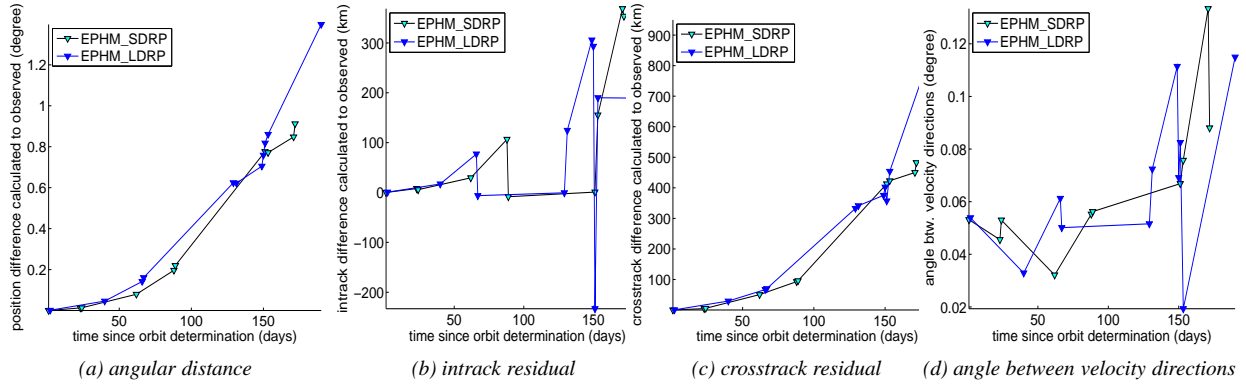 position difference calculated to observed (degree)
1.2
1
0.8
0.6
0.4
0.2
50
100
150
time since orbit determination (days)
EPHM_SDRP
EPHM_LDRP
(a) angular distance
intrack difference calculated to observed (km)
300
200
100
0
-100
-200
50
100
150
time since orbit determination (days)
EPHM_SDRP
EPHM_LDRP
(b) intrack residual
crosstrack difference calculated to observed (km)
900
800
700
600
500
400
300
200
100
50
100
150
time since orbit determination (days)
EPHM_SDRP
EPHM_LDRP
(c) crosstrack residual
angle btw. velocity directions (degree)
0.12
0.1
0.08
0.06
0.04
0.02
50
100
150
time since orbit determination (days)
EPHM_SDRP
EPHM_LDRP
(d) angle between velocity directions